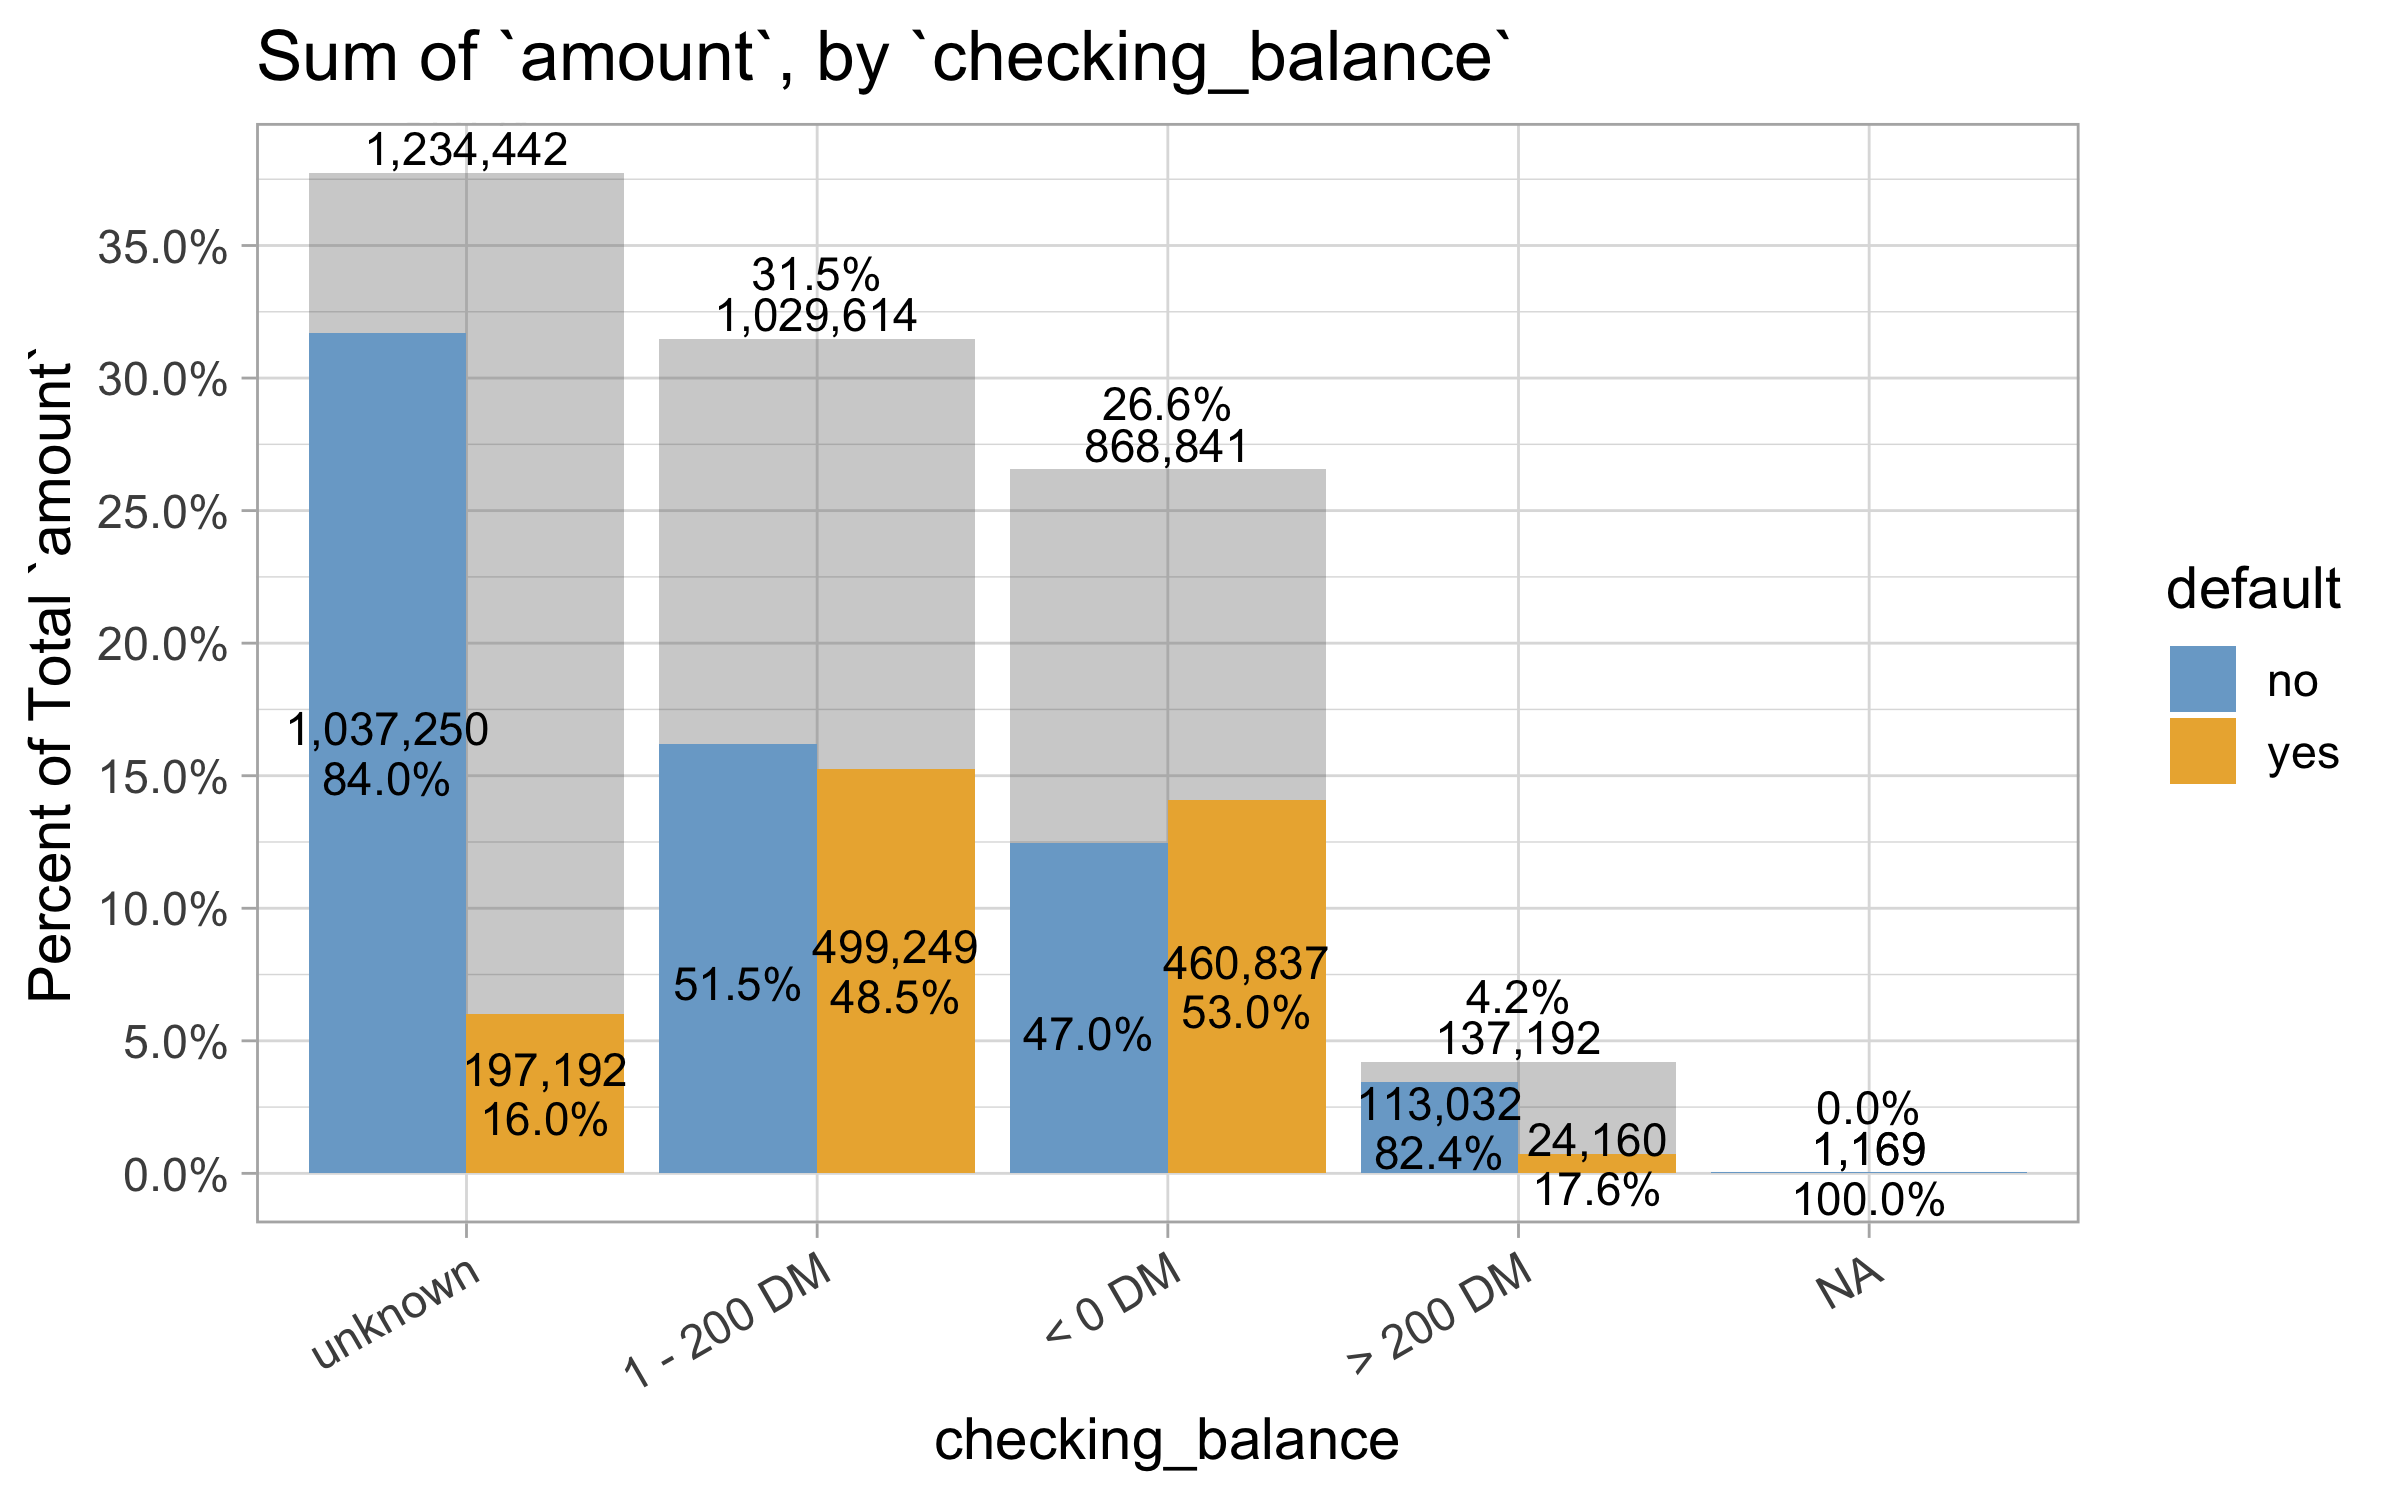 Sum of `amount`, by `checking_balance`
Percent of Total `amount`
35.0%
30.0%
25.0%
20.0%
15.0%
10.0%
5.0%
0.0%
1,234,442
1,037,250
84.0%
197,192
16.0%
31.5%
1,029,614
51.5%
499,249
48.5%
26.6%
868,841
47.0%
460,837
53.0%
4.2%
137,192
113,032
82.4%
24,160
17.6%
0.0%
1,169
100.0%
unknown
1 - 200 DM
< 0 DM
> 200 DM
NA
checking_balance
default
no
yes